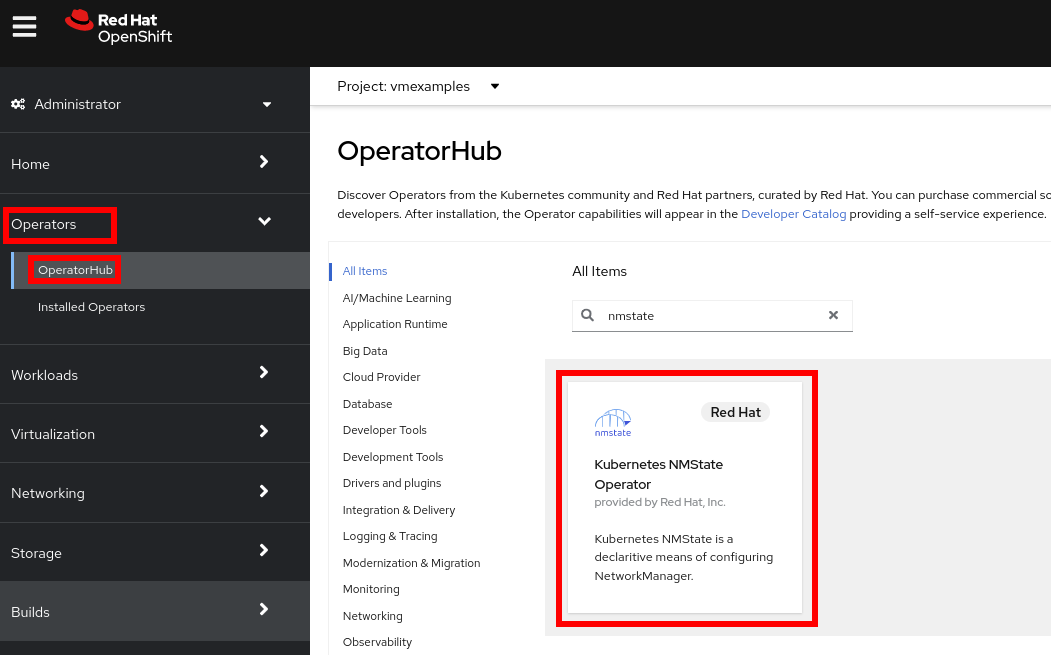 Red Hat
OpenShift
Administrator
Home
Operators
OperatorHub
Installed Operators
Workloads
Virtualization
Networking
Storage
Builds
Project: vmexamples
OperatorHub
Discover Operators from the Kubernetes community and Red Hat partners, curated by Red Hat. You can purchase commercial so
developers. After installation, the Operator capabilities will appear in the Developer Catalog providing a self-service experience.
All Items
AI/Machine Learning
Application Runtime
Big Data
Cloud Provider
Database
Developer Tools
Development Tools
Drivers and plugins
Integration & Delivery
Logging & Tracing
Modernization & Migration
Monitoring
Networking
Observability
All Items
nmstate
nmstate
Red Hat
Kubernetes NMState
Operator
provided by Red Hat, Inc.
Kubernetes NMState is a
declaritive means of configuring
NetworkManager.